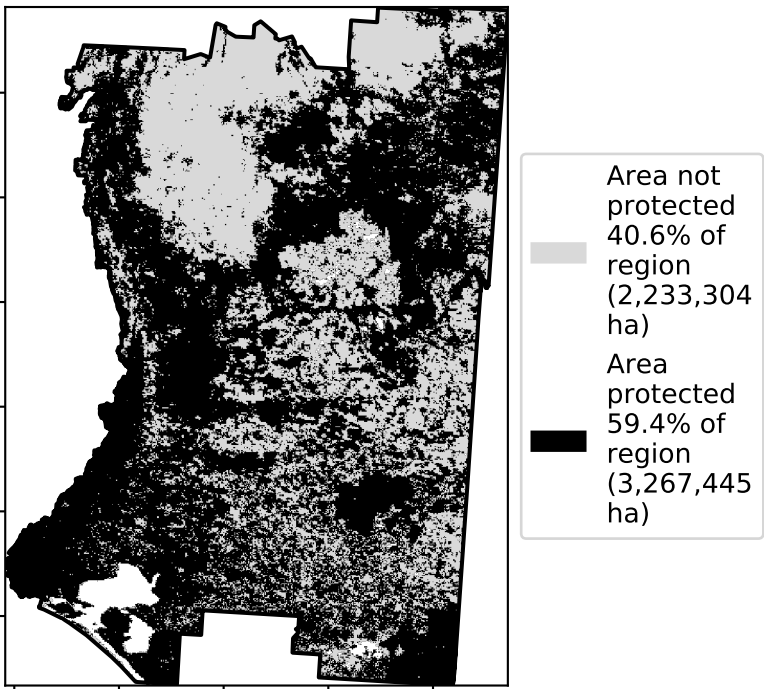 Area not
protected
40.6% of
region
(2,233,304
ha)
Area
protected
59.4% of
region
(3,267,445
ha)